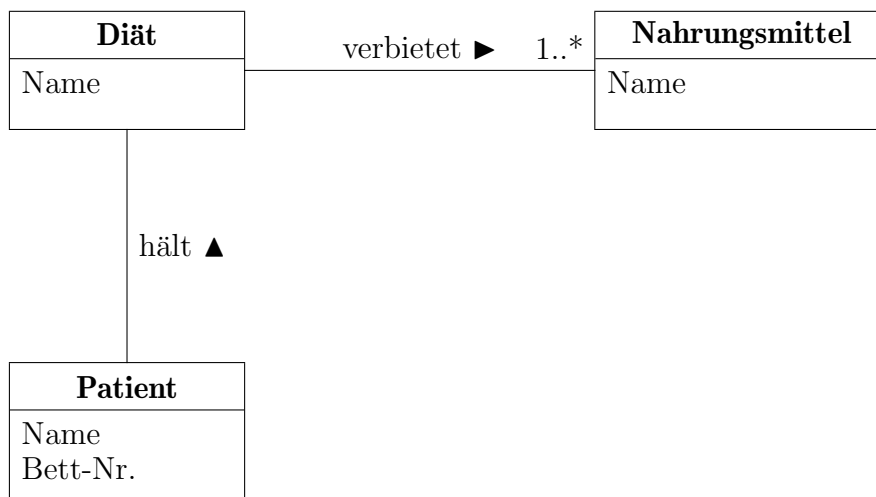 Diät
Name
verbietet ▶ 1..*
Nahrungsmittel
Name
hält ▲
Patient
Name
Bett-Nr.